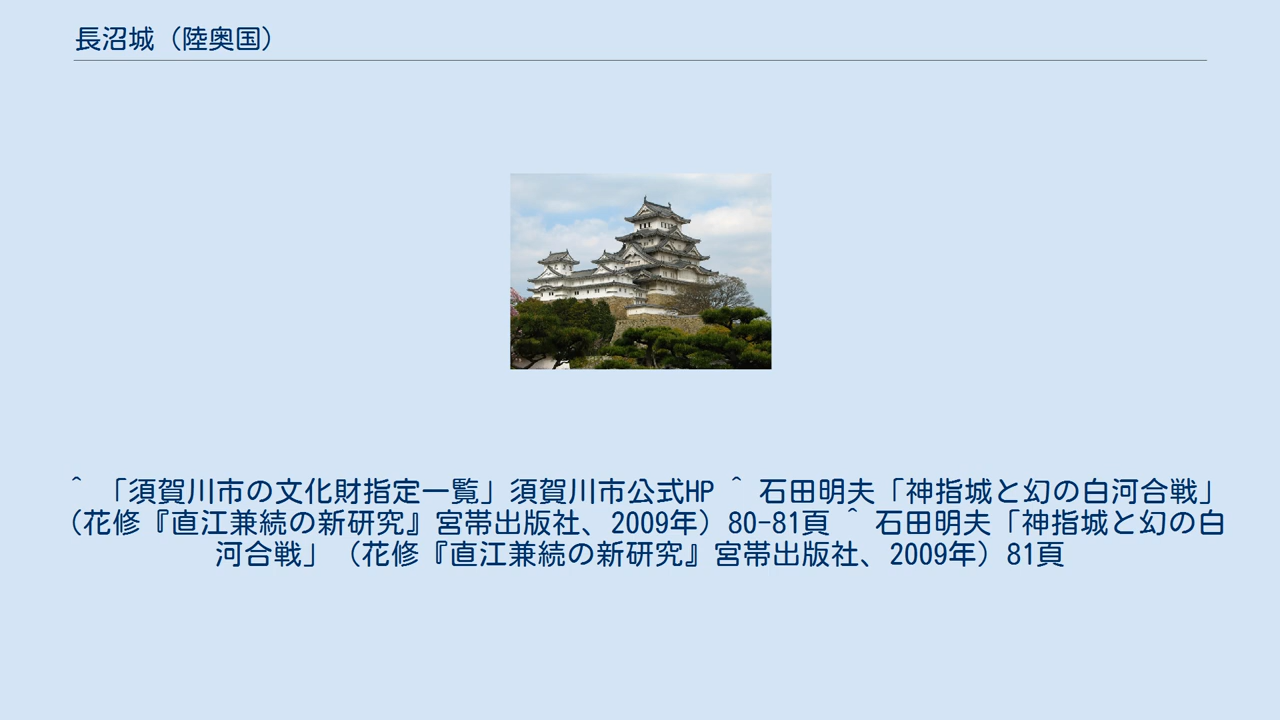 長沼城（陸奥国）
^ 「須賀川市の文化財指定一覧」須賀川市公式HP ^ 石田明夫「神指城と幻の白河合戦」
（花修『直江兼続の新研究』宮帯出版社、2009年）80-81頁 ^ 石田明夫「神指城と幻の白
河合戦」（花修『直江兼続の新研究』宮帯出版社、2009年）81頁